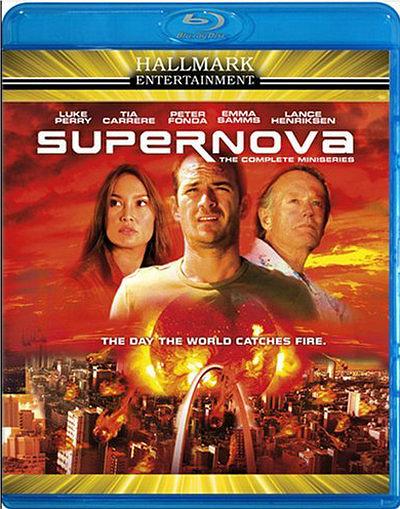 Blu-ray Disc
HALLMARK
ENTERTAINMENT
LUKE PERRY TIA CARRERE PETER FONDA EMMA SAMMS LANCE HENRIKSEN
SUPERNOVA
THE COMPLETE MINISERIES
THE DAY THE WORLD CATCHES FIRE.